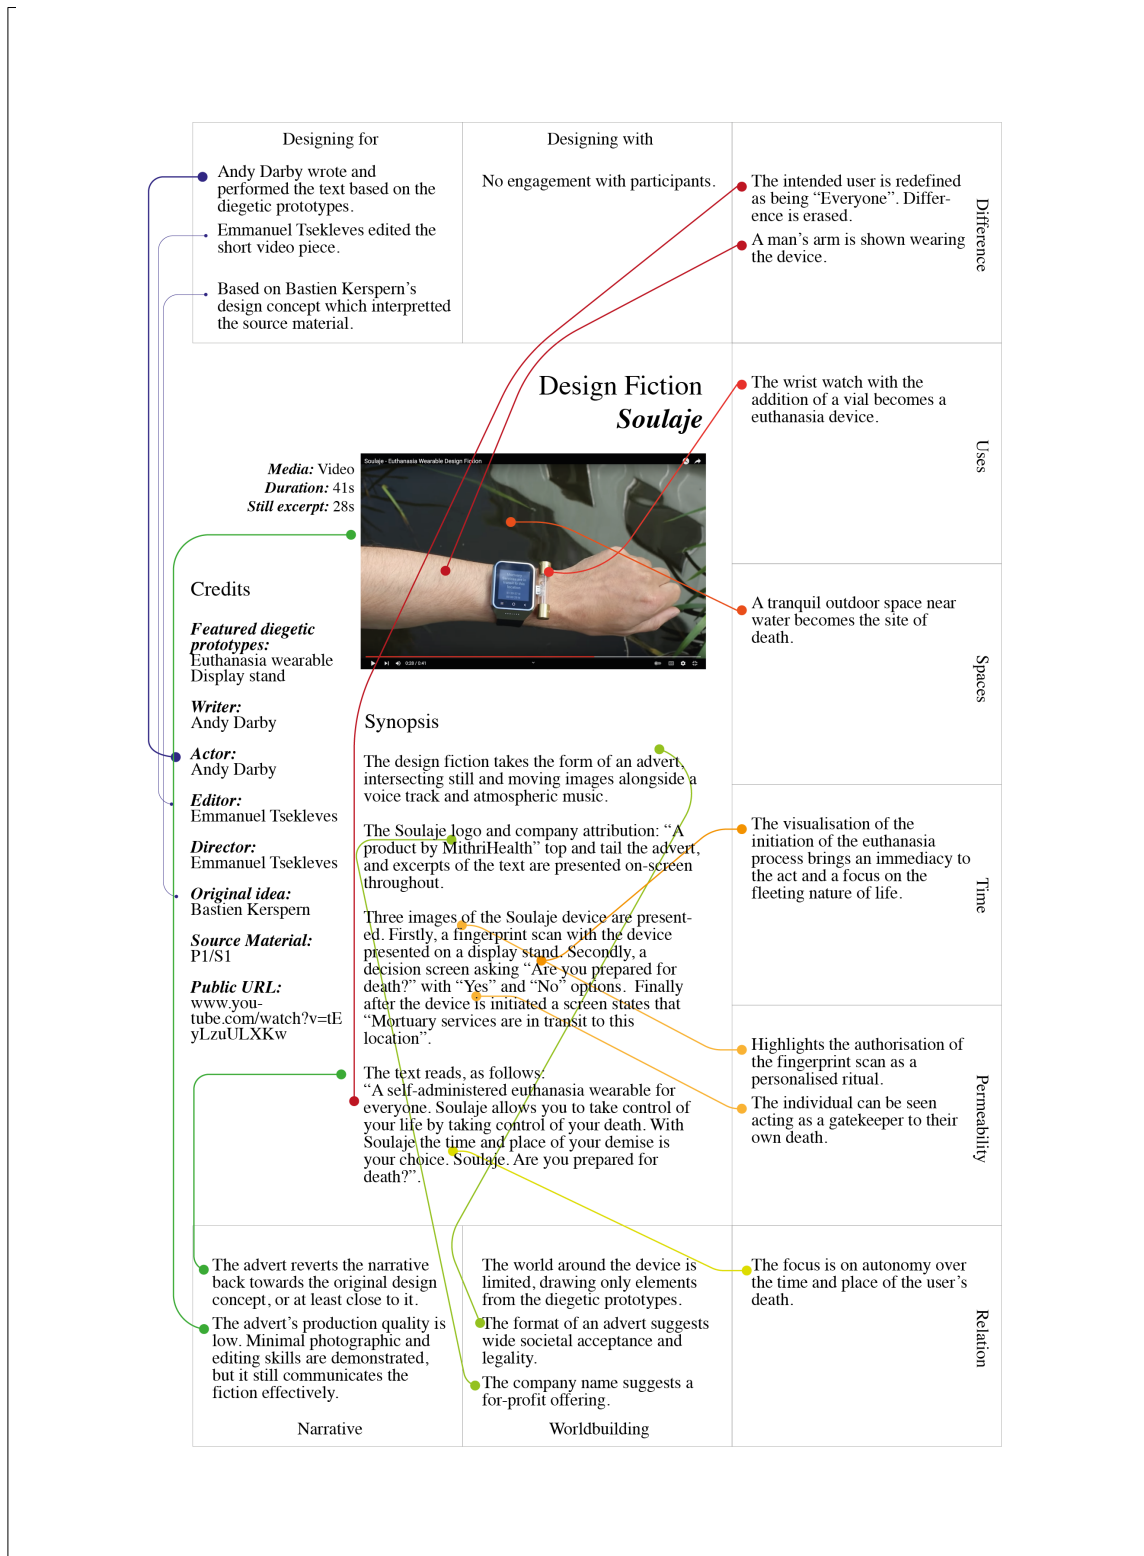 Designing for
Andy Darby wrote and
performed the text based on the
diegetic prototypes.
Emmanuel Tsekleves edited the
short video piece.
Based on Bastien Kerspern’s
design concept which interpretted
the source material.
Designing with
No engagement with participants.
The intended user is redefined
as being “Everyone”. Differ-
ence is erased.
A man’s arm is shown wearing
the device.
Difference
Design Fiction
Soulaje
The wrist watch with the
addition of a vial becomes a
euthanasia device.
Uses
Media: Video
Duration: 41s
Still excerpt: 28s
Soulaje - Euthanasia Wearable Design Fiction
0:28 / 0:41
A tranquil outdoor space near
water becomes the site of
death.
Spaces
Credits
Featured diegetic
prototypes:
Euthanasia wearable
Display stand
Writer:
Andy Darby
Actor:
Andy Darby
Editor:
Emmanuel Tsekleves
Director:
Emmanuel Tsekleves
Original idea:
Bastien Kerspern
Source Material:
P1/S1
Public URL:
www.you-
tube.com/watch?v=tE
yLzuULXKw
Synopsis
The design fiction takes the form of an advert,
intersecting still and moving images alongside a
voice track and atmospheric music.
The Soulaje logo and company attribution: “A
product by MithriHealth” top and tail the advert,
and excerpts of the text are presented on-screen
throughout.
Three images of the Soulaje device are present-
ed. Firstly, a fingerprint scan with the device
presented on a display stand. Secondly, a
decision screen asking “Are you prepared for
death?” with “Yes” and “No” options.  Finally
after the device is initiated a screen states that
“Mortuary services are in transit to this
location”.
The text reads, as follows:
“A self-administered euthanasia wearable for
everyone. Soulaje allows you to take control of
your life by taking control of your death. With
Soulaje the time and place of your demise is
your choice. Soulaje. Are you prepared for
death?”.
The visualisation of the
initiation of the euthanasia
process brings an immediacy to
the act and a focus on the
fleeting nature of life.
Time
Highlights the authorisation of
the fingerprint scan as a
personalised ritual.
The individual can be seen
acting as a gatekeeper to their
own death.
Permeability
The advert reverts the narrative
back towards the original design
concept, or at least close to it.
The advert’s production quality is
low. Minimal photographic and
editing skills are demonstrated,
but it still communicates the
fiction effectively.
Narrative
The world around the device is
limited, drawing only elements
from the diegetic prototypes.
The format of an advert suggests
wide societal acceptance and
legality.
The company name suggests a
for-profit offering.
Worldbuilding
The focus is on autonomy over
the time and place of the user’s
death.
Relation